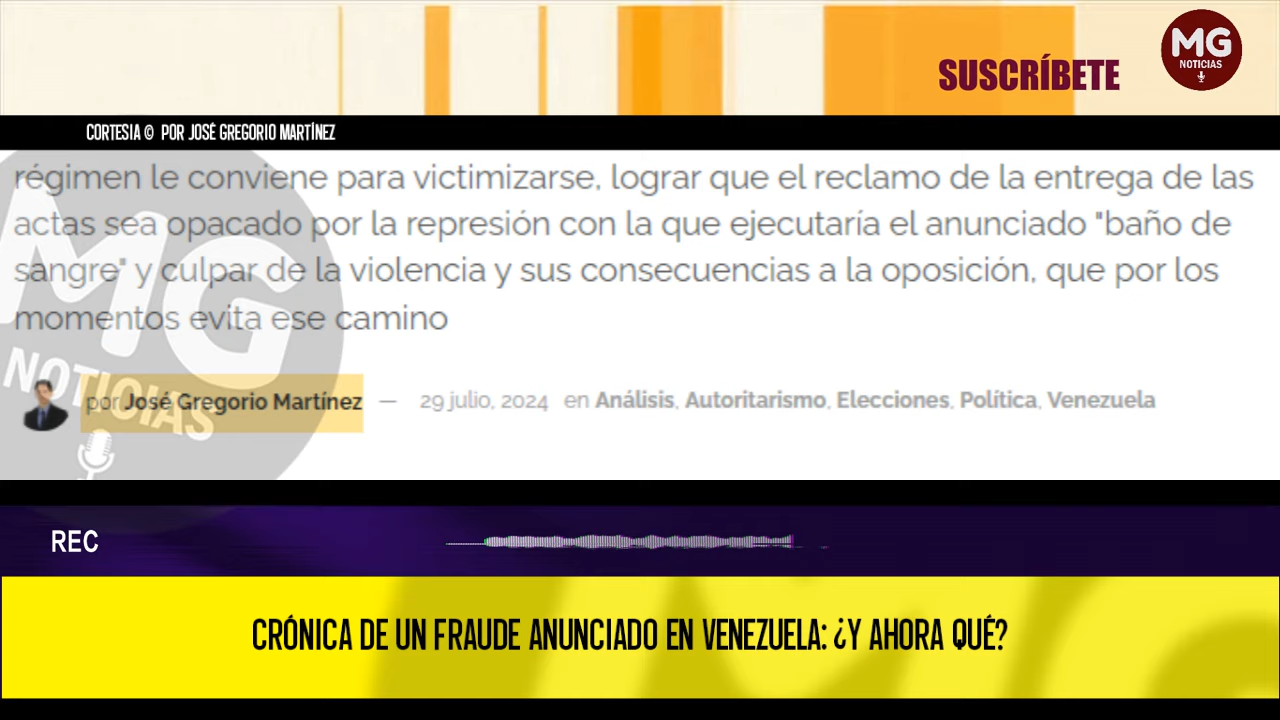 SUSCRÍBETE
MG
NOTICIAS
CORTESIA © POR JOSÉ GREGORIO MARTÍNEZ
régimen le conviene para victimizarse, lograr que el reclamo de la entrega de las
actas sea opacado por la represión con la que ejecutaría el anunciado "baño de
sangre" y culpar de la violencia y sus consecuencias a la oposición, que por los
momentos evita ese camino
MG
NOTICIAS
por José Gregorio Martínez — 29 julio, 2024 en Análisis, Autoritarismo, Elecciones, Política, Venezuela
REC
CRÓNICA DE UN FRAUDE ANUNCIADO EN VENEZUELA: ¿Y AHORA QUÉ?